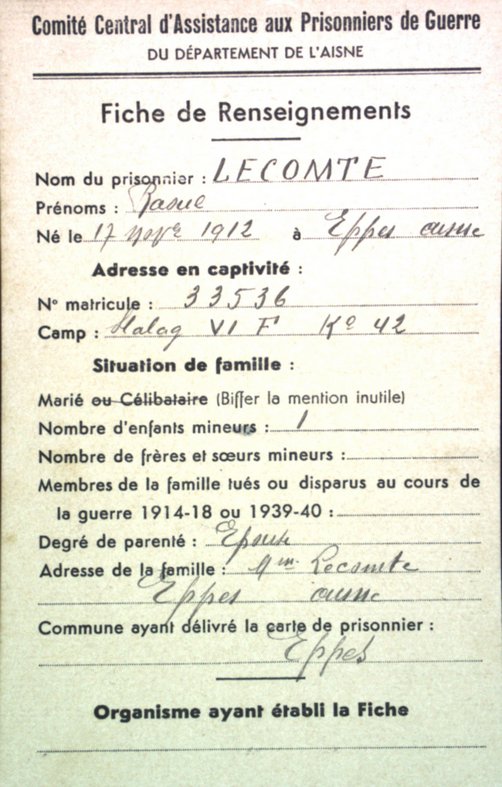 Comité Central d'Assistance aux Prisonniers de Guerre
DU DÉPARTEMENT DE L'AISNE
Fiche de Renseignements
Nom du prisonnier : LECOMTE
Prénoms : Raoul
Né le 17 novbre 1912 à Eppes aisne
Adresse en captivité :
N° matricule : 33536
Camp : Stalag VI F Ko 42
Situation de famille :
Marié ou Célibataire (Biffer la mention inutile)
Nombre d'enfants mineurs : 1
Nombre de frères et sœurs mineurs :
Membres de la famille tués ou disparus au cours de
la guerre 1914-18 ou 1939-40 :
Degré de parenté : Epouse
Adresse de la famille : Mme Lecomte
Eppes aisne
Commune ayant délivré la carte de prisonnier :
Eppes
Organisme ayant établi la Fiche